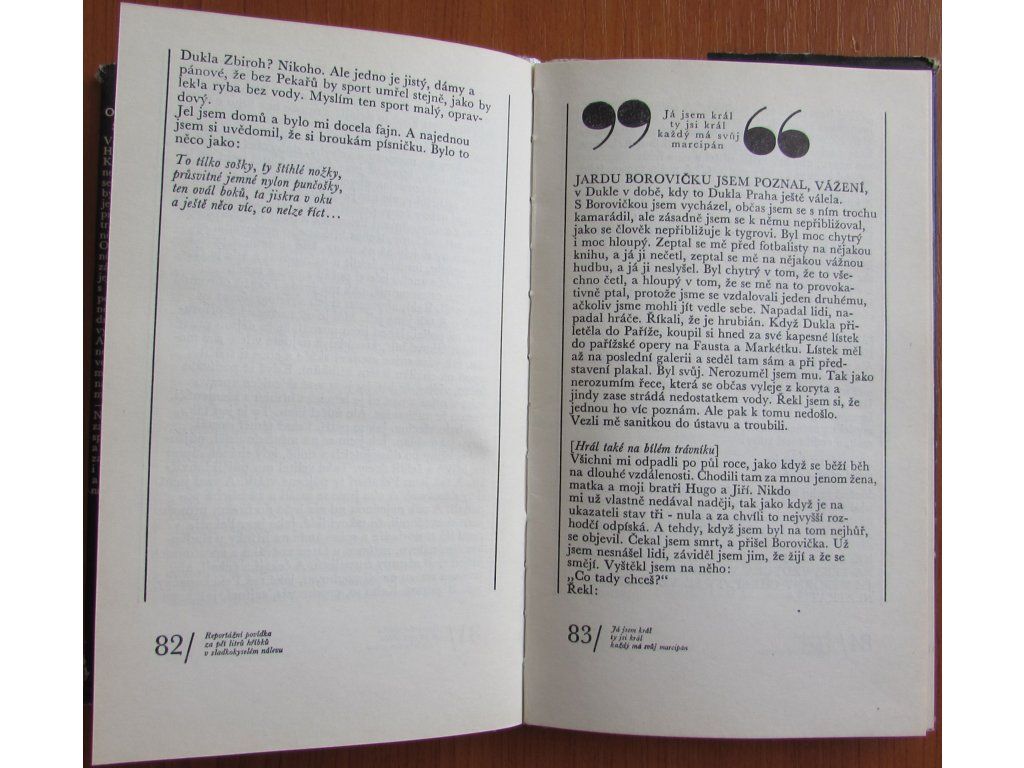 Dukla Zbiroh? Nikoho. Ale jedno je jistý, dámy a
pánové, že bez Pekařů by sport umřel stejně, jako by
lekla ryba bez vody. Myslím ten sport malý, oprav-
dový.
Jel jsem domů a bylo mi docela fajn. A najednou
jsem si uvědomil, že si broukám písničku. Bylo to
něco jako:
To tílko sošky, ty štíhlé nožky,
průsvitné jemné nylon punčošky,
ten ovál boků, ta jiskra v oku
a ještě něco víc, co nelze říct...
82/
Reportážní povídka
za pět litrů hříbků
v sladkokyselém nálevu
Já jsem král
ty jsi král
každý má svůj
marcipán
JARDU BOROVIČKU JSEM POZNAL, VÁŽENÍ,
v Dukle v době, kdy to Dukla Praha ještě válela.
S Borovičkou jsem vycházel, občas jsem se s ním trochu
kamarádil, ale zásadně jsem se k němu nepřibližoval,
jako se člověk nepřibližuje k tygrovi. Byl moc chytrý
i moc hloupý. Zeptal se mě před fotbalisty na nějakou
knihu, a já ji nečetl, zeptal se mě na nějakou vážnou
hudbu, a já ji neslyšel. Byl chytrý v tom, že to vše-
chno četl, a hloupý v tom, že se mě na to provoka-
tivně ptal, protože jsme se vzdalovali jeden druhému,
ačkoliv jsme mohli jít vedle sebe. Napadal lidi, na-
padal hráče. Říkali, že je hrubián. Když Dukla při-
letěla do Paříže, koupil si hned za své kapesné lístek
do pařížské opery na Fausta a Markétku. Lístek měl
až na poslední galerii a seděl tam sám a při před-
stavení plakal. Byl svůj. Nerozuměl jsem mu. Tak jako
nerozumím řece, která se občas vyleje z koryta a
jindy zase strádá nedostatkem vody. Řekl jsem si, že
jednou ho víc poznám. Ale pak k tomu nedošlo.
Vezli mě sanitkou do ústavu a troubili.
[Hrál také na bílém trávníku]
Všichni mi odpadli po půl roce, jako když se běží běh
na dlouhé vzdálenosti. Chodili tam za mnou jenom žena,
matka a moji bratři Hugo a Jiří. Nikdo
mi už vlastně nedával naději, tak jako když je na
ukazateli stav tři - nula a za chvíli to nejvyšší roz-
hodčí odpíská. A tehdy, když jsem byl na tom nejhůř,
se objevil. Čekal jsem smrt, a přišel Borovička. Už
jsem nesnášel lidí, záviděl jsem jim, že žijí a že se
smějí. Vyštěkl jsem na něho:
„Co tady chceš?“
Řekl:
83/
Já jsem král
ty jsi král
každý má svůj marcipán